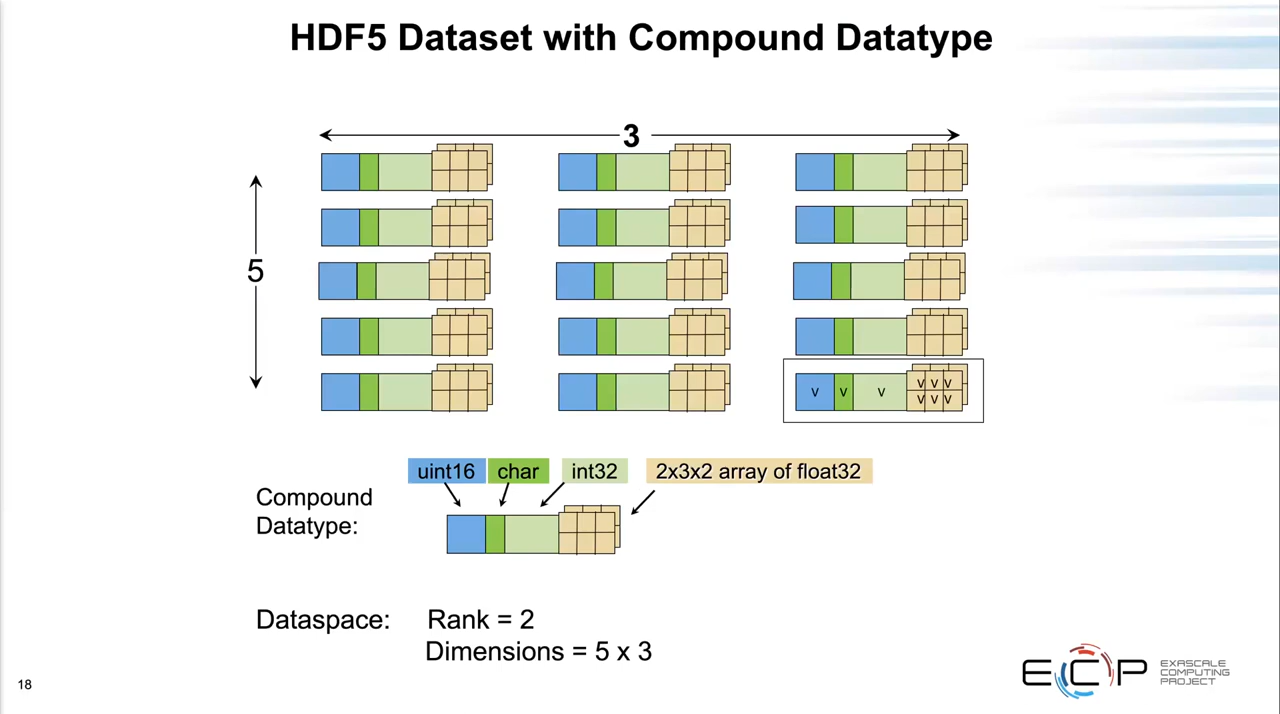 HDF5 Dataset with Compound Datatype
3
5
v v v v v v
v v v
uint16 char int32 2x3x2 array of float32
Compound
Datatype:
Dataspace: Rank = 2
Dimensions = 5 x 3
18
ECP EXASCALE
COMPUTING
PROJECT